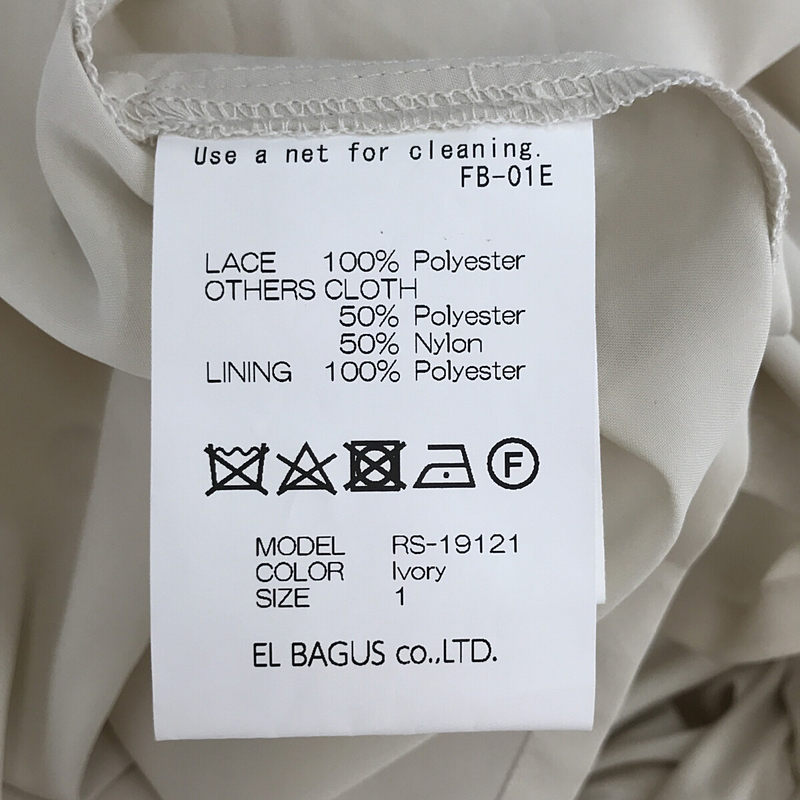 Use a net for cleaning.
FB-01E
LACE 100% Polyester
OTHERS CLOTH
50% Polyester
50% Nylon
LINING 100% Polyester
F
MODEL RS-19121
COLOR Ivory
SIZE 1
EL BAGUS co.,LTD.